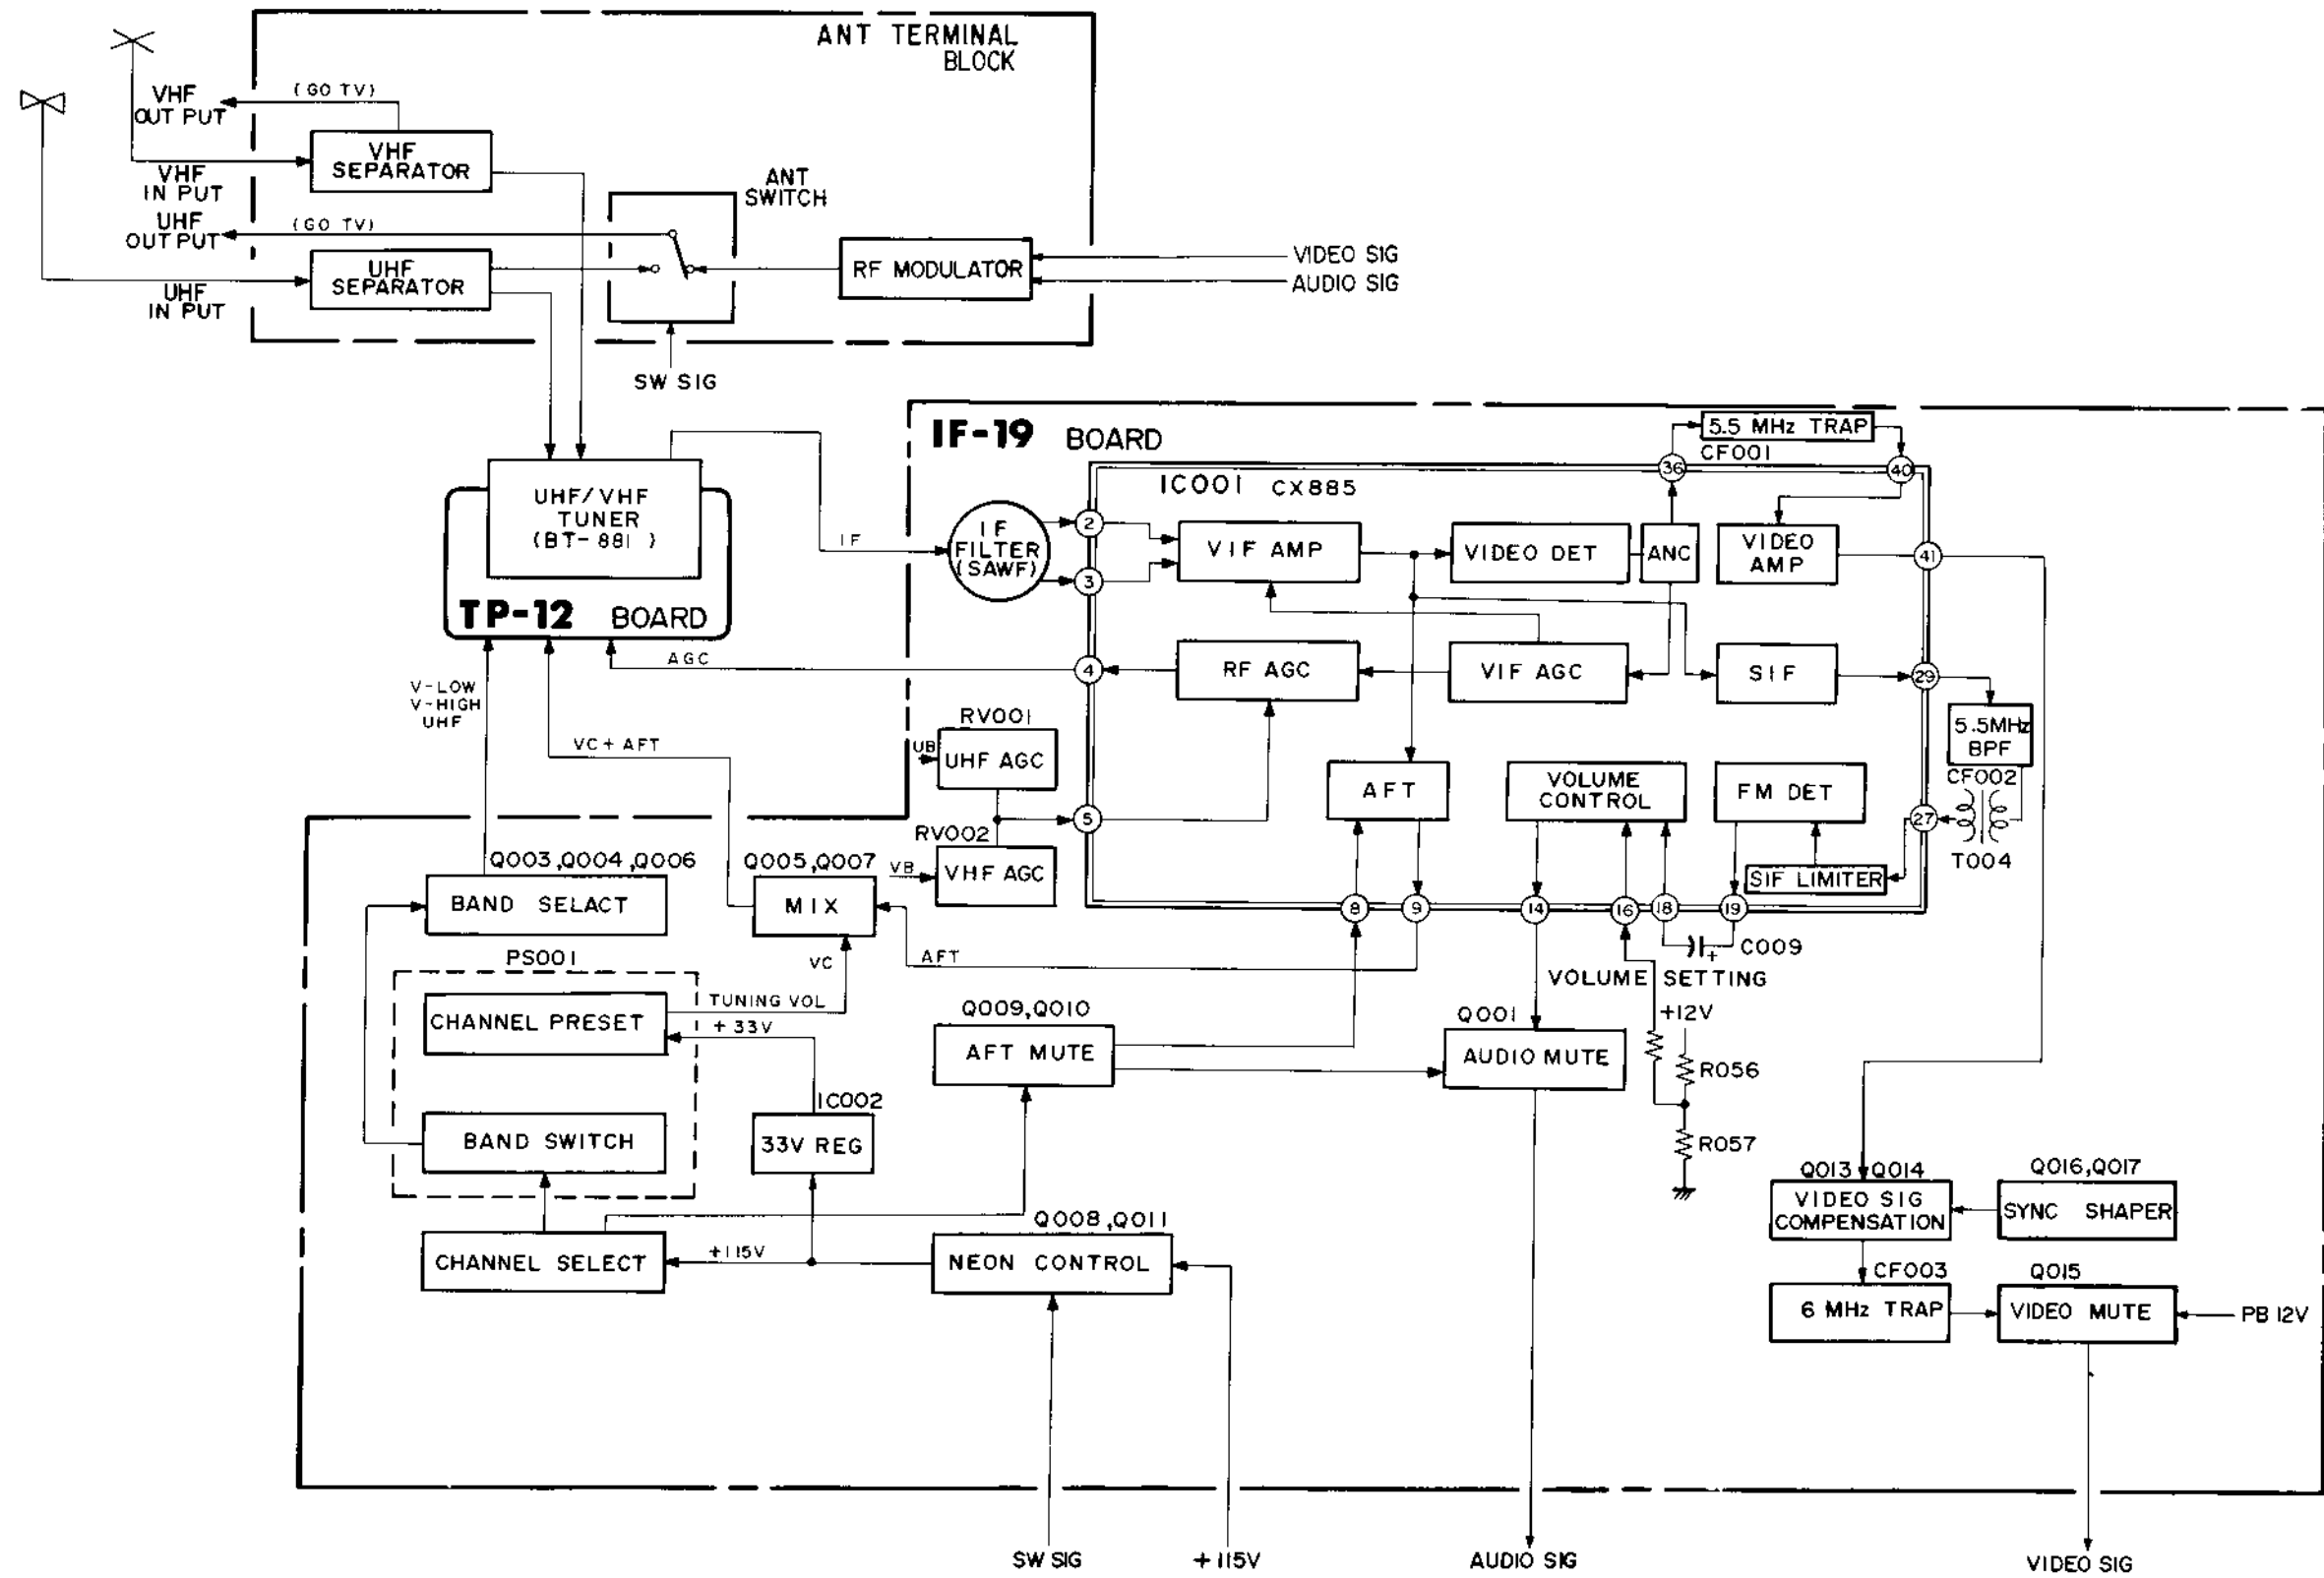 ANT TERMINAL
BLOCK
VHF
OUT PUT
(GO TV)
VHF
SEPARATOR
VHF
IN PUT
UHF
OUT PUT
(GO TV)
ANT
SWITCH
UHF
SEPARATOR
UHF
IN PUT
RF MODULATOR
VIDEO SIG
AUDIO SIG
SW SIG
IF-19 BOARD
5.5 MHz TRAP
CF001
36
40
IC001 CX885
UHF/VHF
TUNER
(BT-881)
TP-12 BOARD
IF
IF
FILTER
(SAWF)
2
3
VIF AMP
VIDEO DET
ANC
VIDEO
AMP
41
AGC
4
RF AGC
VIF AGC
SIF
29
V-LOW
V-HIGH
UHF
VC+ AFT
RV001
UB
UHF AGC
5.5MHz
BPF
CF002
AFT
VOLUME
CONTROL
FM DET
5
27
T004
RV002
VB
VHF AGC
SIF LIMITER
Q003,Q004,Q006
BAND SELACT
Q005,Q007
MIX
8
9
14
16
18
19
C009
+
VC
AFT
VOLUME SETTING
PS001
CHANNEL PRESET
TUNING VOL
+33V
Q009,Q010
AFT MUTE
Q001
AUDIO MUTE
+12V
R056
R057
IC002
33V REG
BAND SWITCH
Q013 Q014
VIDEO SIG
COMPENSATION
Q016,Q017
SYNC SHAPER
CHANNEL SELECT
+115V
Q008,Q011
NEON CONTROL
CF003
6 MHz TRAP
Q015
VIDEO MUTE
PB 12V
SW SIG
+115V
AUDIO SIG
VIDEO SIG